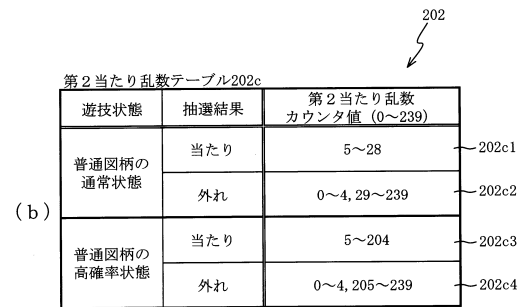 202
第2当たり乱数テーブル202c
遊技状態 抽選結果 第2当たり乱数
カウンタ値 (0~239)
(b)
普通図柄の
通常状態
当たり 5~28 202c1
外れ 0~4,29~239 202c2
普通図柄の
高確率状態
当たり 5~204 202c3
外れ 0~4,205~239 202c4